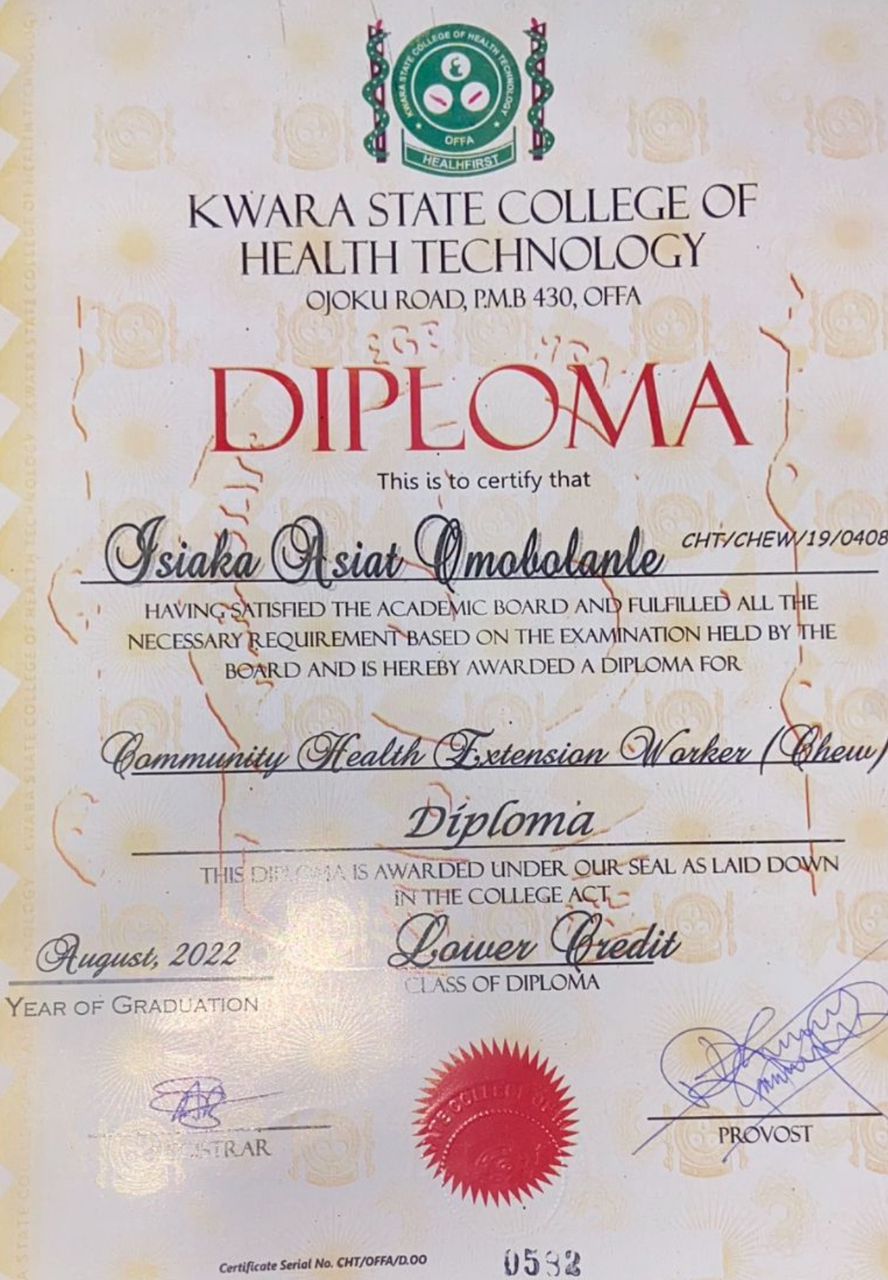 KWARA STATE COLLEGE OF HEALTH TECHNOLOGY
OFFA
HEALHFIRST
KWARA STATE COLLEGE OF
HEALTH TECHNOLOGY
OJOKU ROAD, P.M.B 430, OFFA
DIPLOMA
This is to certify that
Isiaka Asiat Omobolanle CHT/CHEW/19/0408
HAVING SATISFIED THE ACADEMIC BOARD AND FULFILLED ALL THE
NECESSARY REQUIREMENT BASED ON THE EXAMINATION HELD BY THE
BOARD AND IS HEREBY AWARDED A DIPLOMA FOR
Community Health Extension Worker (Chew)
Diploma
THIS DIPLOMA IS AWARDED UNDER OUR SEAL AS LAID DOWN
IN THE COLLEGE ACT
August, 2022 Lower Credit
YEAR OF GRADUATION CLASS OF DIPLOMA
REGISTRAR PROVOST
Certificate Serial No. CHT/OFFA/D.OO 0592